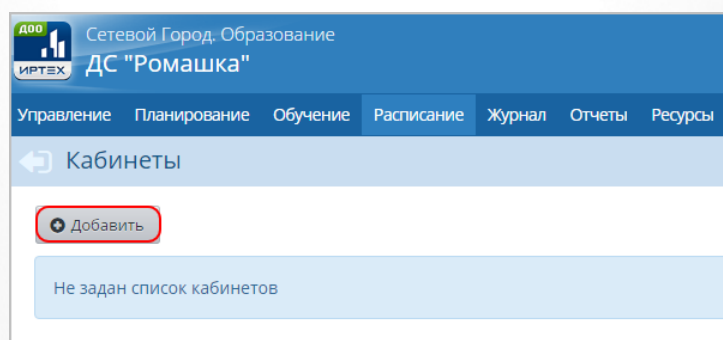 ДОО
ИРТЕХ
Сетевой Город. Образование
ДС "Ромашка"
Управление Планирование Обучение Расписание Журнал Отчеты Ресурсы
Кабинеты
Добавить
Не задан список кабинетов